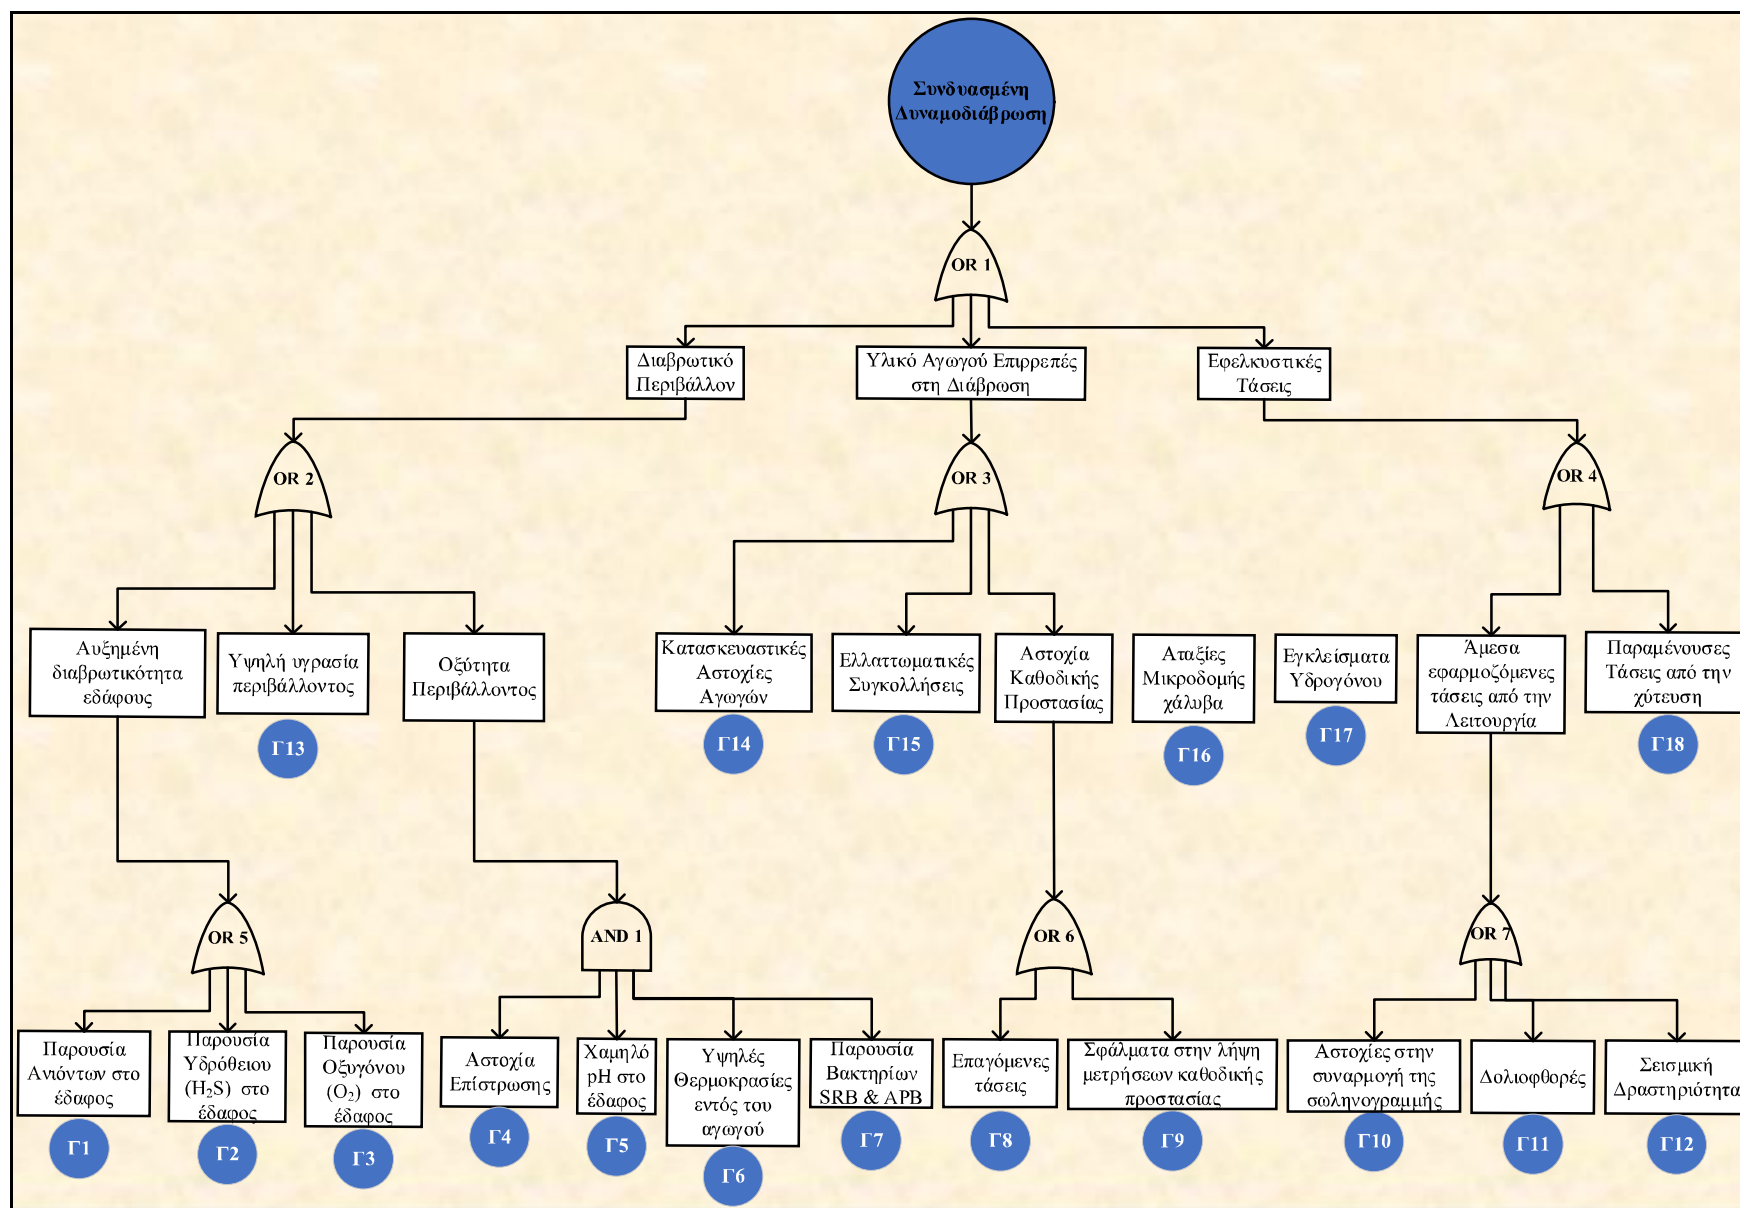 Συνδυασμένη
Δυναμοδιάβρωση
OR 1
Διαβρωτικό
Περιβάλλον
Υλικό Αγωγού Επιρρεπές
στη Διάβρωση
Εφελκυστικές
Τάσεις
OR 2
OR 3
OR 4
Αυξημένη
διαβρωτικότητα
εδάφους
Υψηλή υγρασία
περιβάλλοντος
Γ13
Οξύτητα
Περιβάλλοντος
Κατασκευαστικές
Αστοχίες
Αγωγών
Γ14
Ελλαττωματικές
Συγκολλήσεις
Γ15
Αστοχία
Καθοδικής
Προστασίας
Αταξίες
Μικροδομής
χάλυβα
Γ16
Εγκλείσματα
Υδρογόνου
Γ17
Άμεσα
εφαρμοζόμενες
τάσεις από την
Λειτουργία
Παραμένουσες
Τάσεις από την
χύτευση
Γ18
OR 5
AND 1
OR 6
OR 7
Παρουσία
Ανιόντων στο
έδαφος
Γ1
Παρουσία
Υδρόθειου
(H₂S) στο
έδαφος
Γ2
Παρουσία
Οξυγόνου
(O₂) στο
έδαφος
Γ3
Αστοχία
Επίστρωσης
Γ4
Χαμηλό
pH στο
έδαφος
Γ5
Υψηλές
Θερμοκρασίες
εντός του
αγωγού
Γ6
Παρουσία
Βακτηρίων
SRB & APB
Γ7
Επαγόμενες
τάσεις
Γ8
Σφάλματα στην λήψη
μετρήσεων καθοδικής
προστασίας
Γ9
Αστοχίες στην
συναρμογή της
σωληνογραμμής
Γ10
Δολιοφθορές
Γ11
Σεισμική
Δραστηριότητα
Γ12